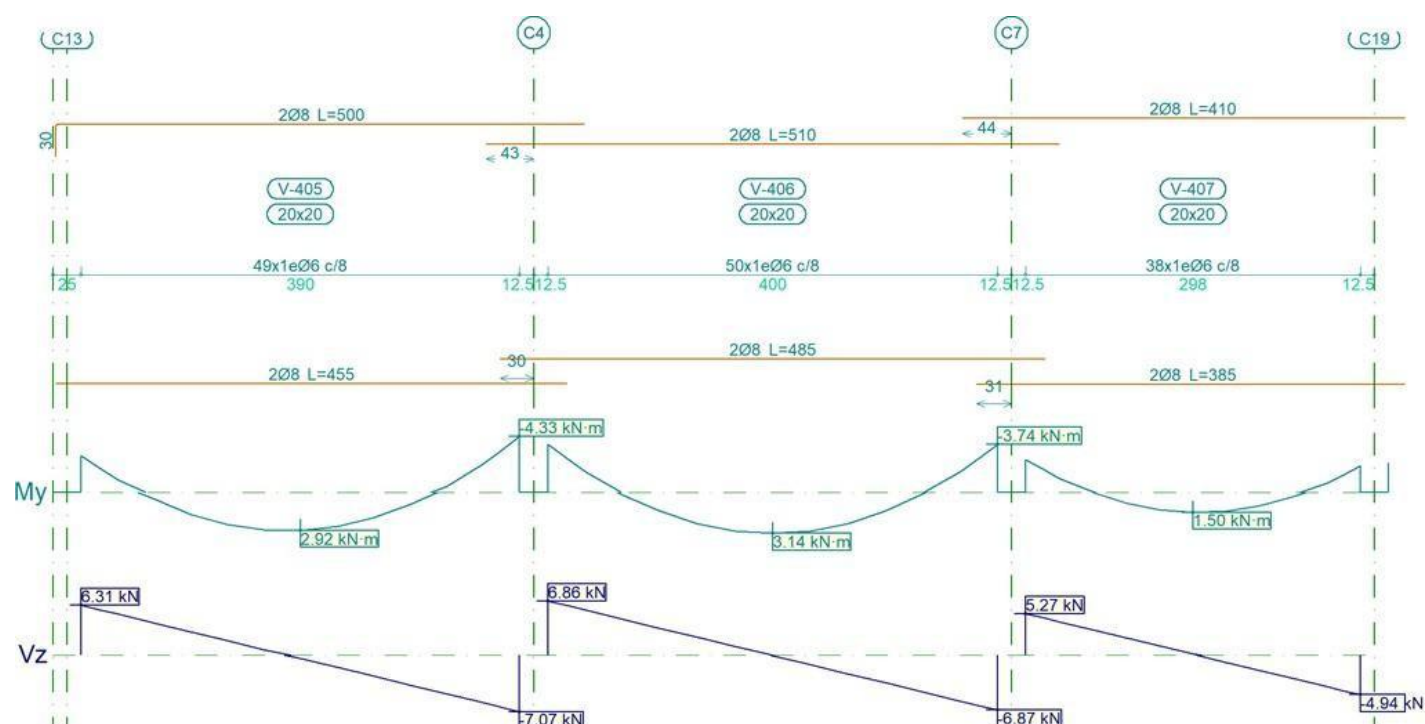 C13 C4 C7 C19
2Ø8 L=500 2Ø8 L=410
30 43 2Ø8 L=510 44
V-405 V-406 V-407
20x20 20x20 20x20
49x1eØ6 c/8 50x1eØ6 c/8 38x1eØ6 c/8
25 390 12.5 12.5 400 12.5 12.5 298 12.5
30 2Ø8 L=485
2Ø8 L=455 31 2Ø8 L=385
-4.33 kN·m -3.74 kN·m
My
2.92 kN·m 3.14 kN·m 1.50 kN·m
6.31 kN 6.86 kN 5.27 kN
Vz
-7.07 kN -6.87 kN -4.94 kN